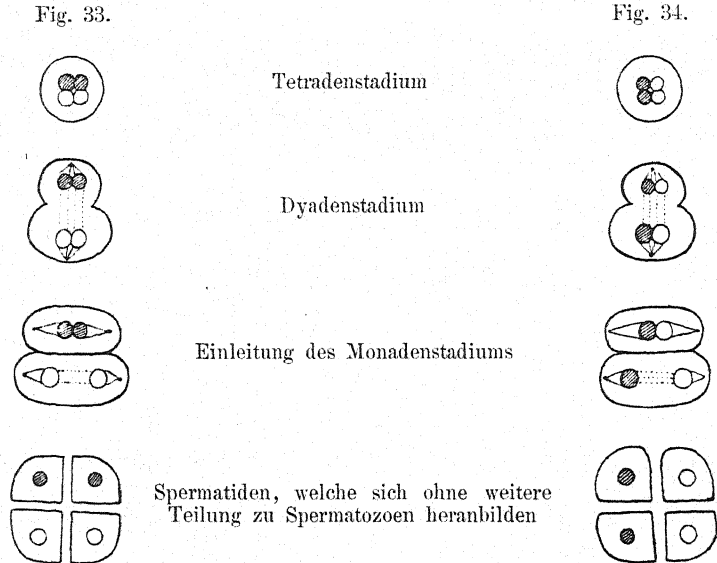 Fig. 33.
Fig. 34.
Tetradenstadium
Dyadenstadium
Einleitung des Monadenstadiums
Spermatiden, welche sich ohne weitere
Teilung zu Spermatozoen heranbilden